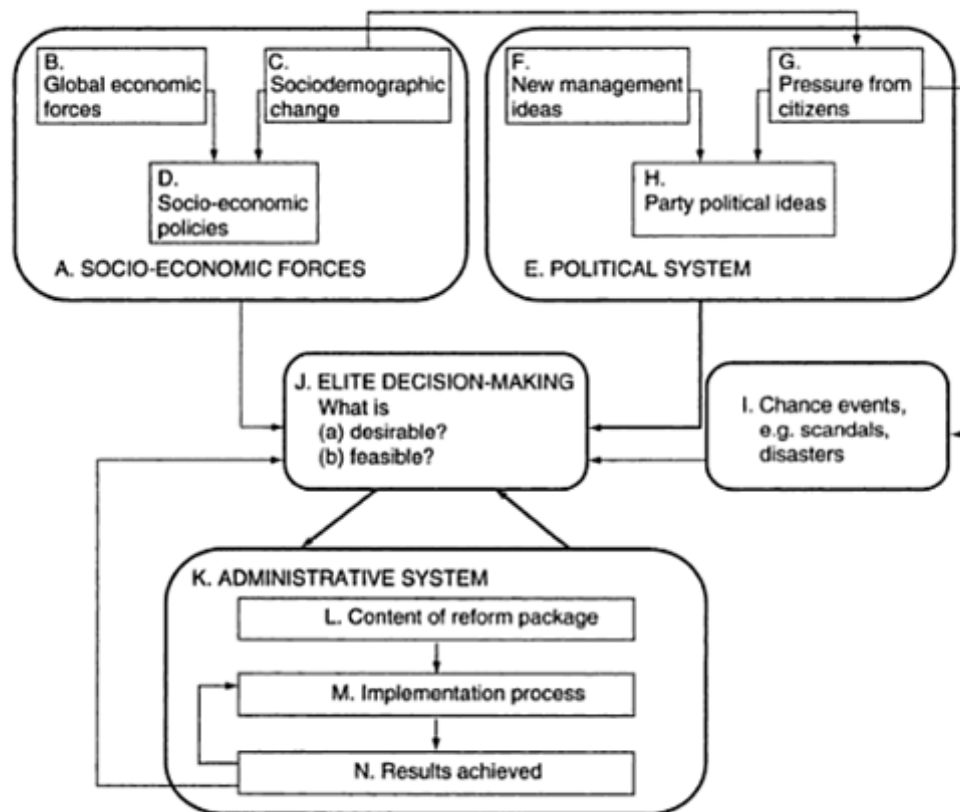 B.
Global economic
forces
C.
Sociodemographic
change
D.
Socio-economic
policies
A. SOCIO-ECONOMIC FORCES
F.
New management
ideas
G.
Pressure from
citizens
H.
Party political ideas
E. POLITICAL SYSTEM
J. ELITE DECISION-MAKING
What is
(a) desirable?
(b) feasible?
I. Chance events,
e.g. scandals,
disasters
K. ADMINISTRATIVE SYSTEM
L. Content of reform package
M. Implementation process
N. Results achieved